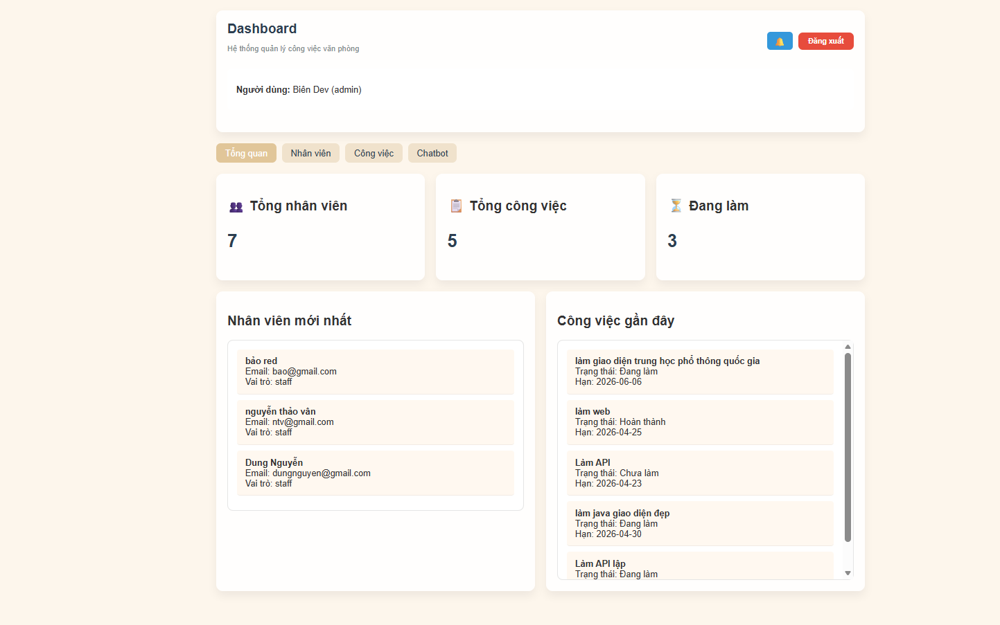 Dashboard
Hệ thống quản lý công việc văn phòng
Đăng xuất
Người dùng: Biên Dev (admin)
Tổng quan
Nhân viên
Công việc
Chatbot
Tổng nhân viên
7
Tổng công việc
5
Đang làm
3
Nhân viên mới nhất
bảo red
Email: bao@gmail.com
Vai trò: staff
nguyễn thảo vân
Email: ntv@gmail.com
Vai trò: staff
Dung Nguyễn
Email: dungnguyen@gmail.com
Vai trò: staff
Công việc gần đây
làm giao diện trung học phổ thông quốc gia
Trạng thái: Đang làm
Hạn: 2026-06-06
làm web
Trạng thái: Hoàn thành
Hạn: 2026-04-25
Làm API
Trạng thái: Chưa làm
Hạn: 2026-04-23
làm java giao diện đẹp
Trạng thái: Đang làm
Hạn: 2026-04-30
Làm API lập
Trạng thái: Đang làm